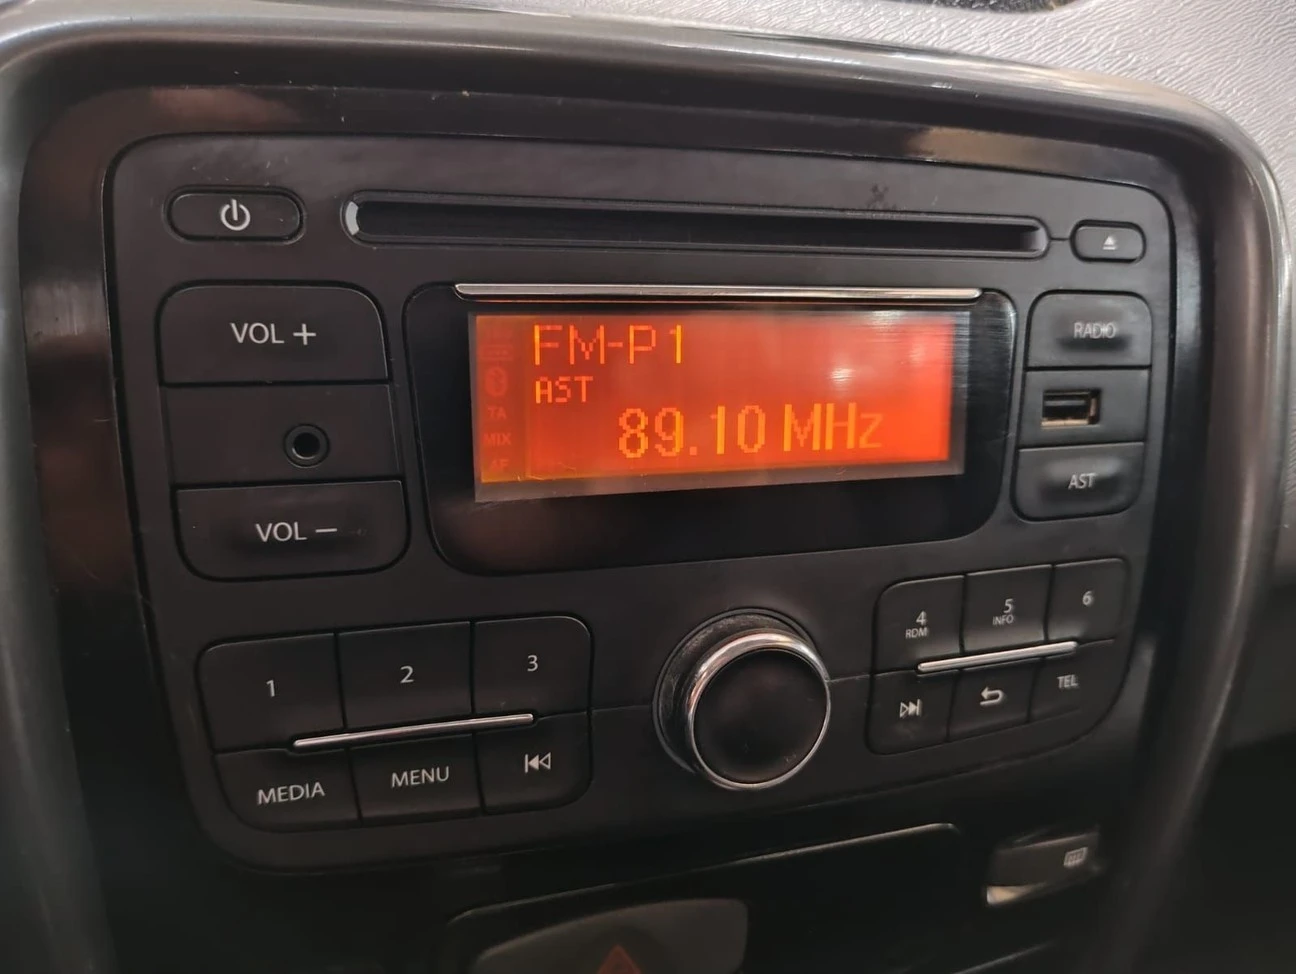 VOL +
VOL −
FM-P1
AST
89.10 MHz
TA
MIX
RADIO
AST
1
2
3
MEDIA
MENU
4
RDM
5
INFO
6
TEL